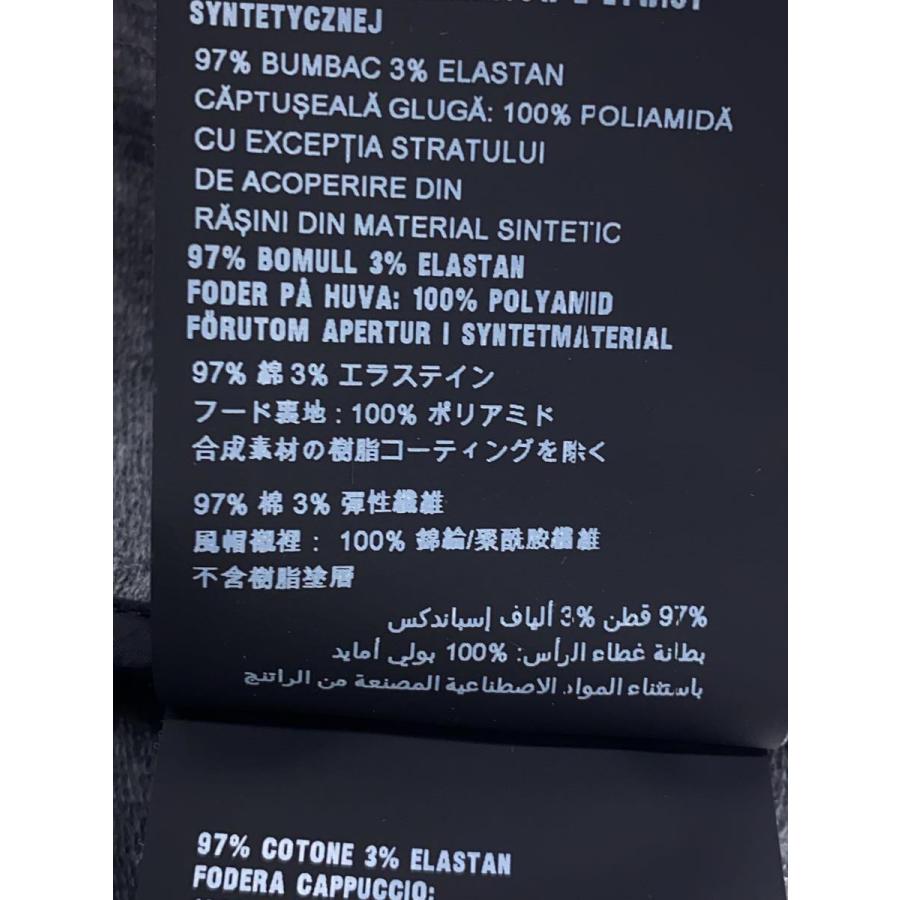 SYNTETYCZNEJ
97% BUMBAC 3% ELASTAN
CĂPTUȘEALĂ GLUGĂ: 100% POLIAMIDĂ
CU EXCEPȚIA STRATULUI
DE ACOPERIRE DIN
RĂȘINI DIN MATERIAL SINTETIC
97% BOMULL 3% ELASTAN
FODER PÅ HUVA: 100% POLYAMID
FÖRUTOM APERTUR I SYNTETMATERIAL
97% 綿 3% エラステイン
フード裏地 : 100% ポリアミド
合成素材の樹脂コーティングを除く
97% 棉 3% 彈性纖維
風帽襯裡 : 100% 錦綸/聚酰胺纖維
不含樹脂塗層
97% قطن 3% ألياف إسباندكس
بطانة غطاء الرأس: 100% بولي أمايد
باستثناء المواد الاصطناعية المصنعة من الراتنج
97% COTONE 3% ELASTAN
FODERA CAPPUCCIO: